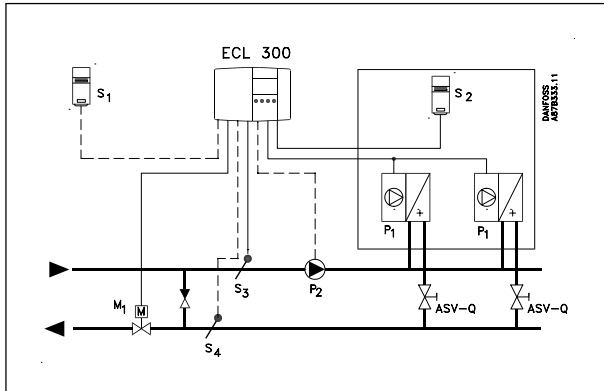 ECL 300
S1
S2
DANFOSS
A87B333.11
P1
P1
S3
P2
M1
M
S4
ASV-Q
ASV-Q